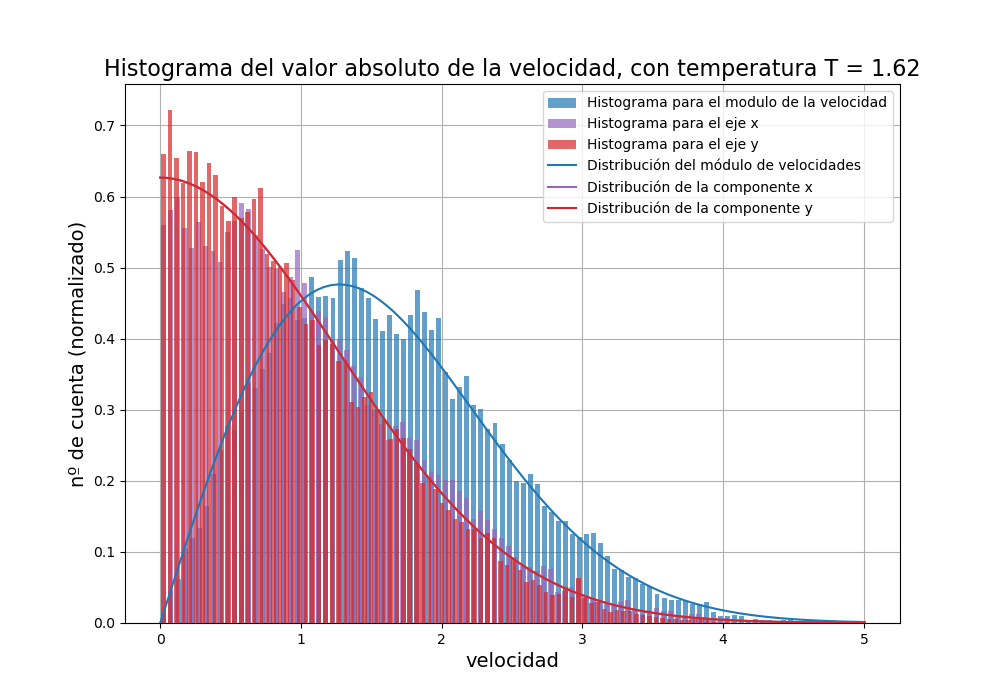 Histograma del valor absoluto de la velocidad, con temperatura T = 1.62
Histograma para el modulo de la velocidad
Histograma para el eje x
Histograma para el eje y
Distribución del módulo de velocidades
Distribución de la componente x
Distribución de la componente y
nº de cuenta (normalizado)
0.7
0.6
0.5
0.4
0.3
0.2
0.1
0.0
0 1 2 3 4 5
velocidad